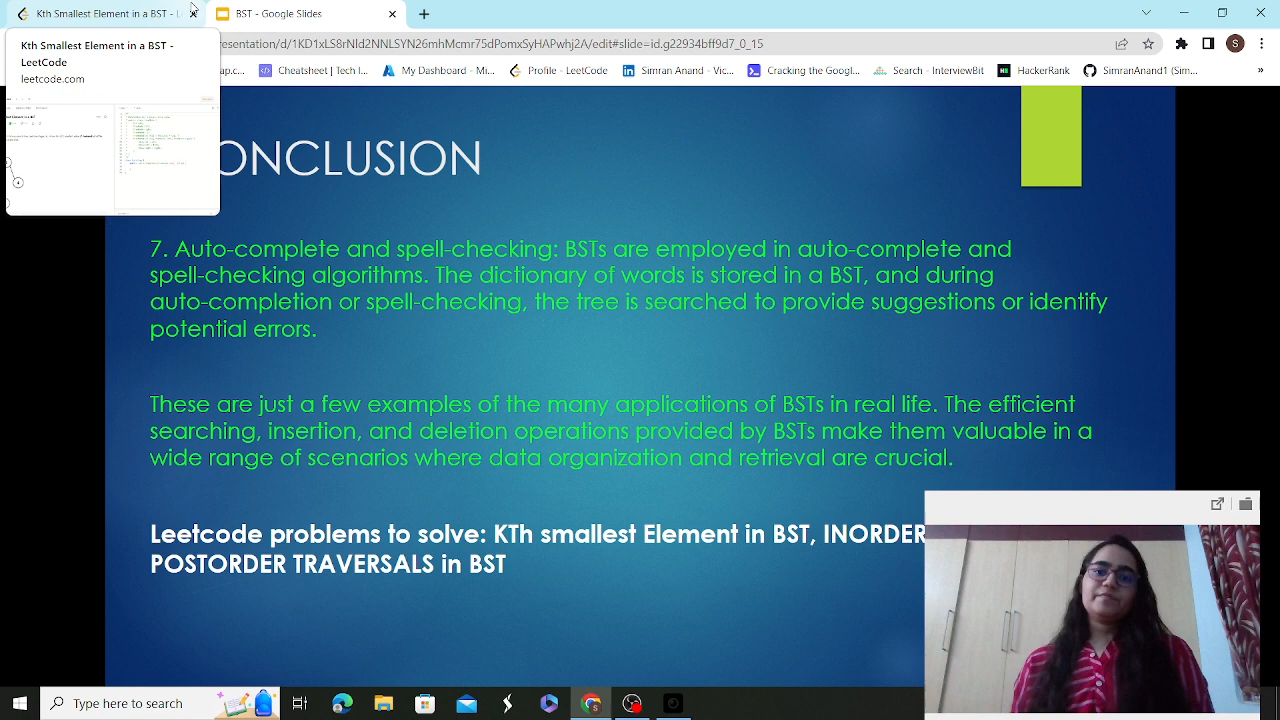 Kth Smallest Element in a BST -
BST - Google Slides
Kth Smallest Element in a BST -
LeetCode
leetcode.com
esentation/d/1KD1xLS8rNld2NNLSYN26mhMcmr75dPomxSyLAPwhj2A/edit#slide=id.g22934bff9d7_0_15
S
ap.c...
Cheatsheet | Tech I...
My Dashboard - Mi...
Profile - LeetCode
Simran Anand - Vi...
Cracking the Googl...
Sorting - InterviewBit
HackerRank
SimranAnand1 (Sim...
»
ONCLUSION
7. Auto-complete and spell-checking: BSTs are employed in auto-complete and
spell-checking algorithms. The dictionary of words is stored in a BST, and during
auto-completion or spell-checking, the tree is searched to provide suggestions or identify
potential errors.
These are just a few examples of the many applications of BSTs in real life. The efficient
searching, insertion, and deletion operations provided by BSTs make them valuable in a
wide range of scenarios where data organization and retrieval are crucial.
Leetcode problems to solve: KTh smallest Element in BST, INORDER
POSTORDER TRAVERSALS in BST
Type here to search